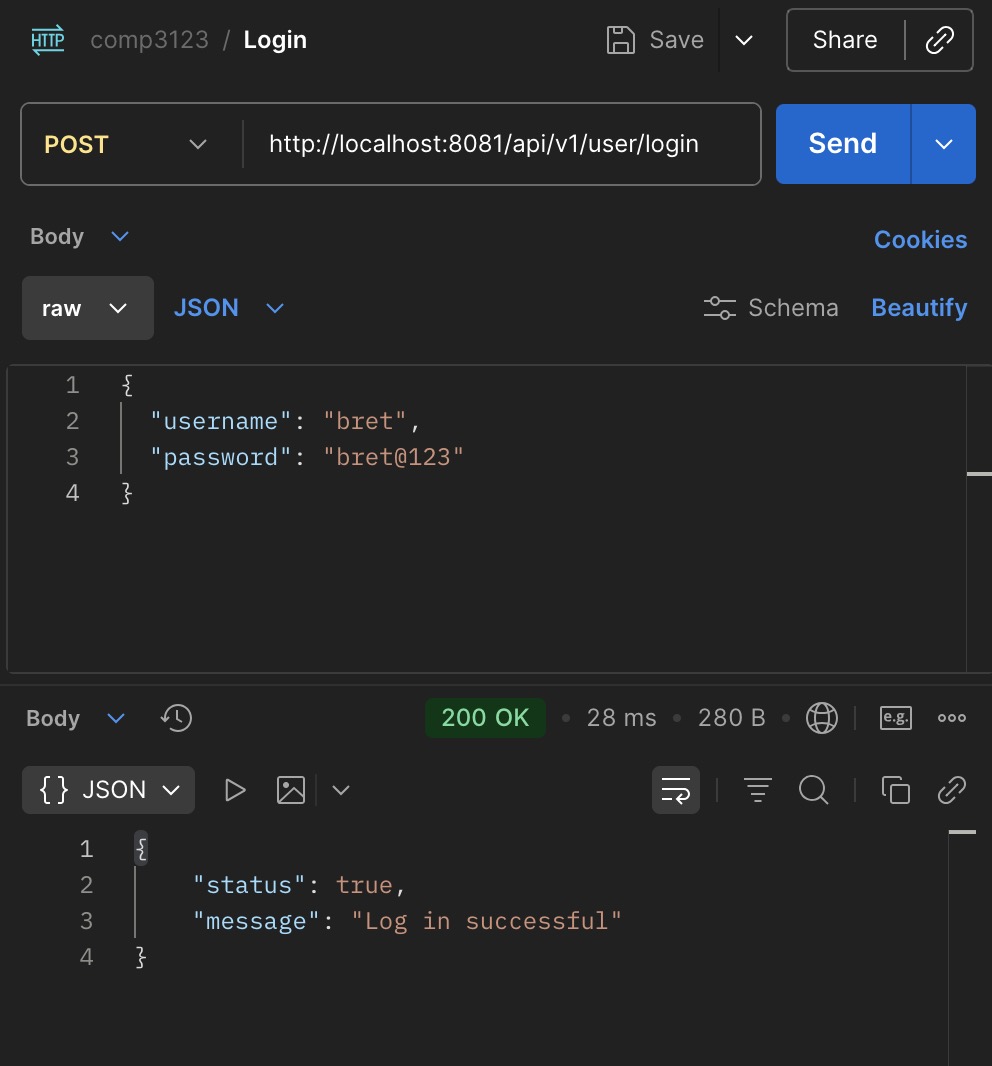 HTTP comp3123 / Login Save Share
POST http://localhost:8081/api/v1/user/login Send
Body Cookies
raw JSON Schema Beautify
1 {
2 "username": "bret",
3 "password": "bret@123"
4 }
Body 200 OK • 28 ms • 280 B • e.g.
{} JSON
1 {
2 "status": true,
3 "message": "Log in successful"
4 }